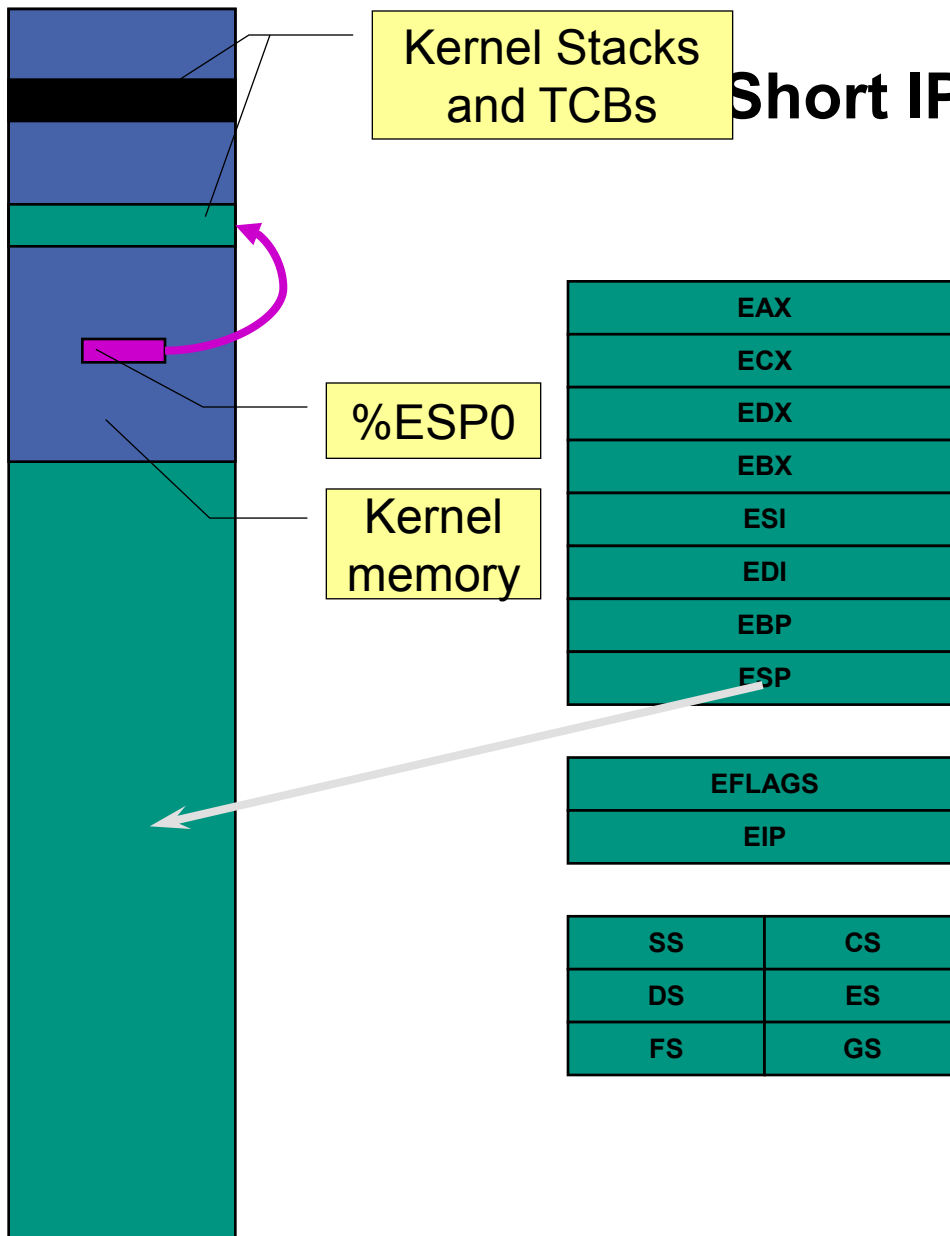 Kernel Stacks
and TCBs
Short IP
%ESP0
Kernel
memory
EAX
ECX
EDX
EBX
ESI
EDI
EBP
ESP
EFLAGS
EIP
SS CS
DS ES
FS GS